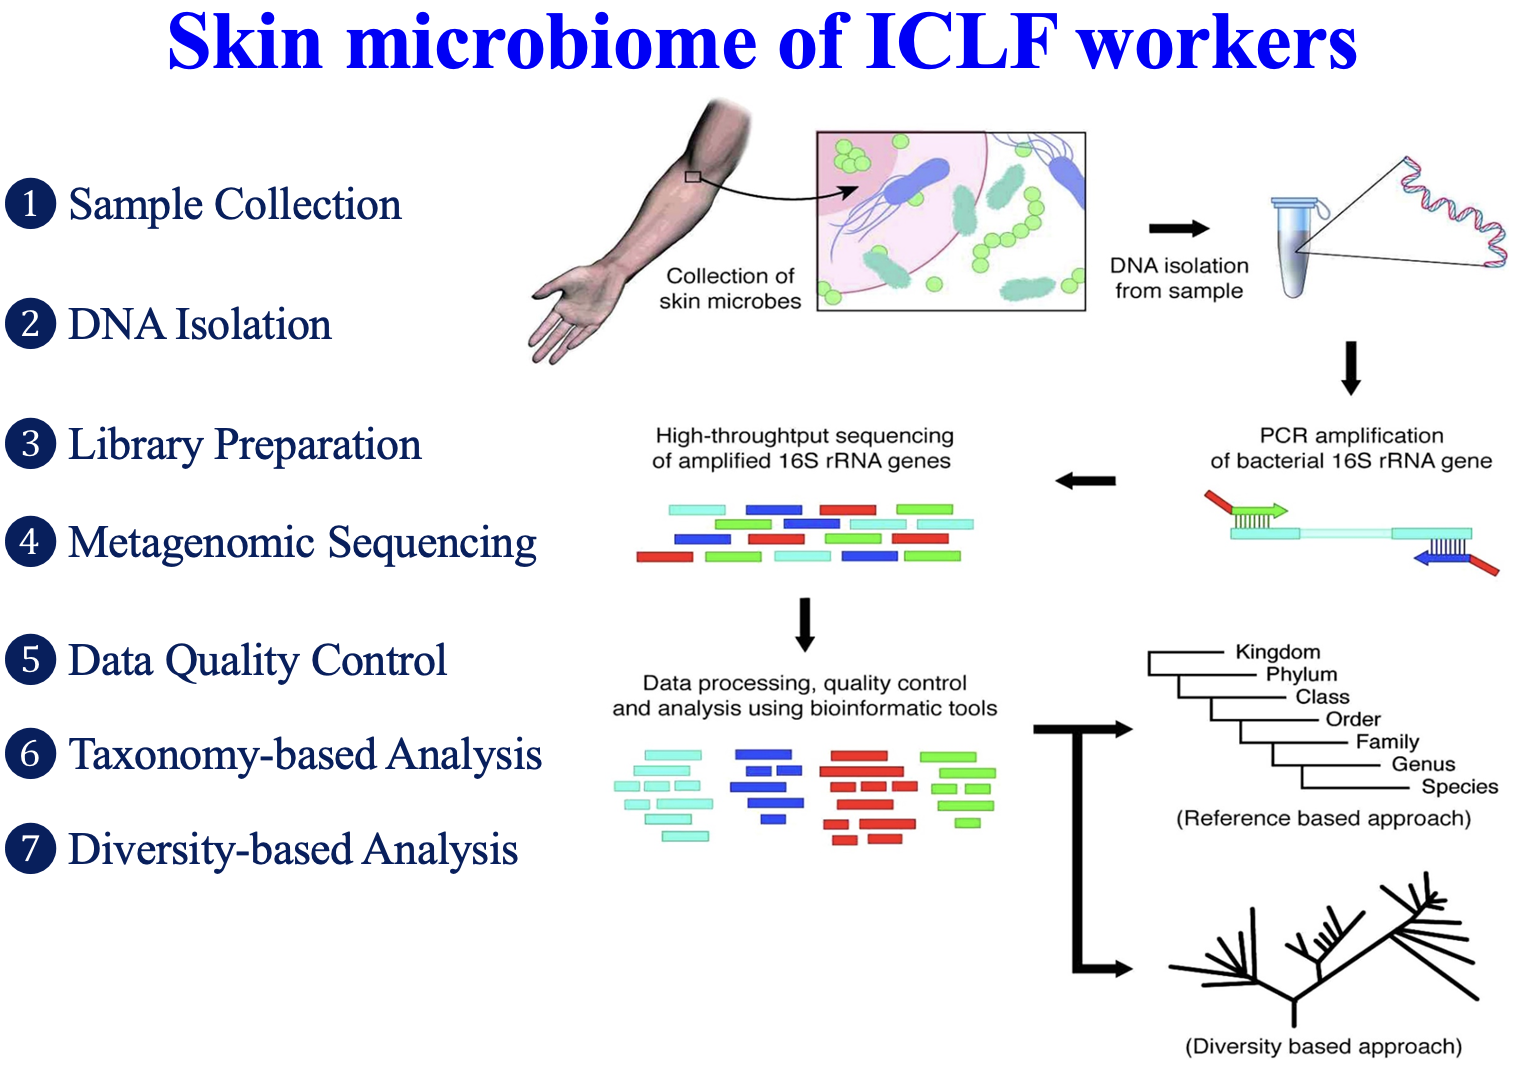 Skin microbiome of ICLF workers
1 Sample Collection
2 DNA Isolation
3 Library Preparation
4 Metagenomic Sequencing
5 Data Quality Control
6 Taxonomy-based Analysis
7 Diversity-based Analysis
Collection of
skin microbes
DNA isolation
from sample
PCR amplification
of bacterial 16S rRNA gene
High-throughtput sequencing
of amplified 16S rRNA genes
Data processing, quality control
and analysis using bioinformatic tools
Kingdom
Phylum
Class
Order
Family
Genus
Species
(Reference based approach)
(Diversity based approach)